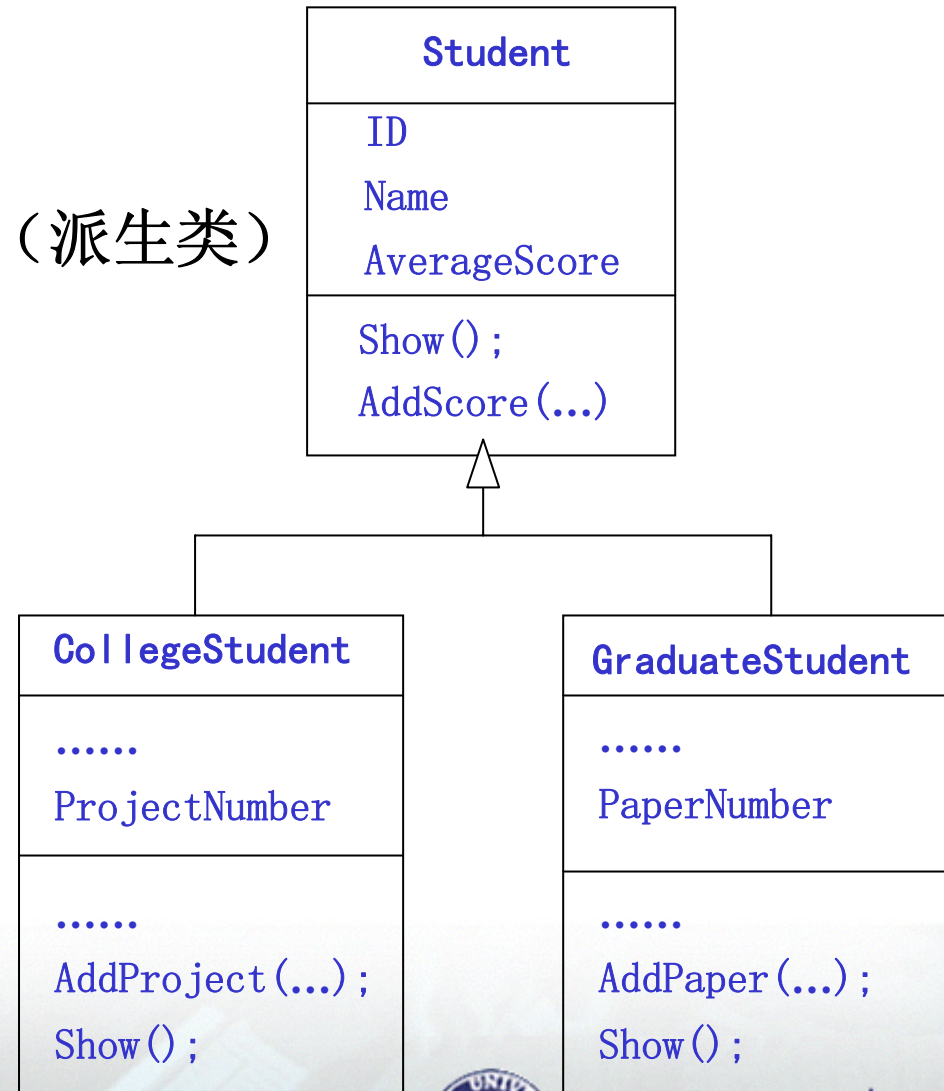 Student
ID
Name
（派生类）
AverageScore
Show();
AddScore(…)
CollegeStudent
……
ProjectNumber
……
AddProject(…);
Show();
GraduateStudent
……
PaperNumber
……
AddPaper(…);
Show();